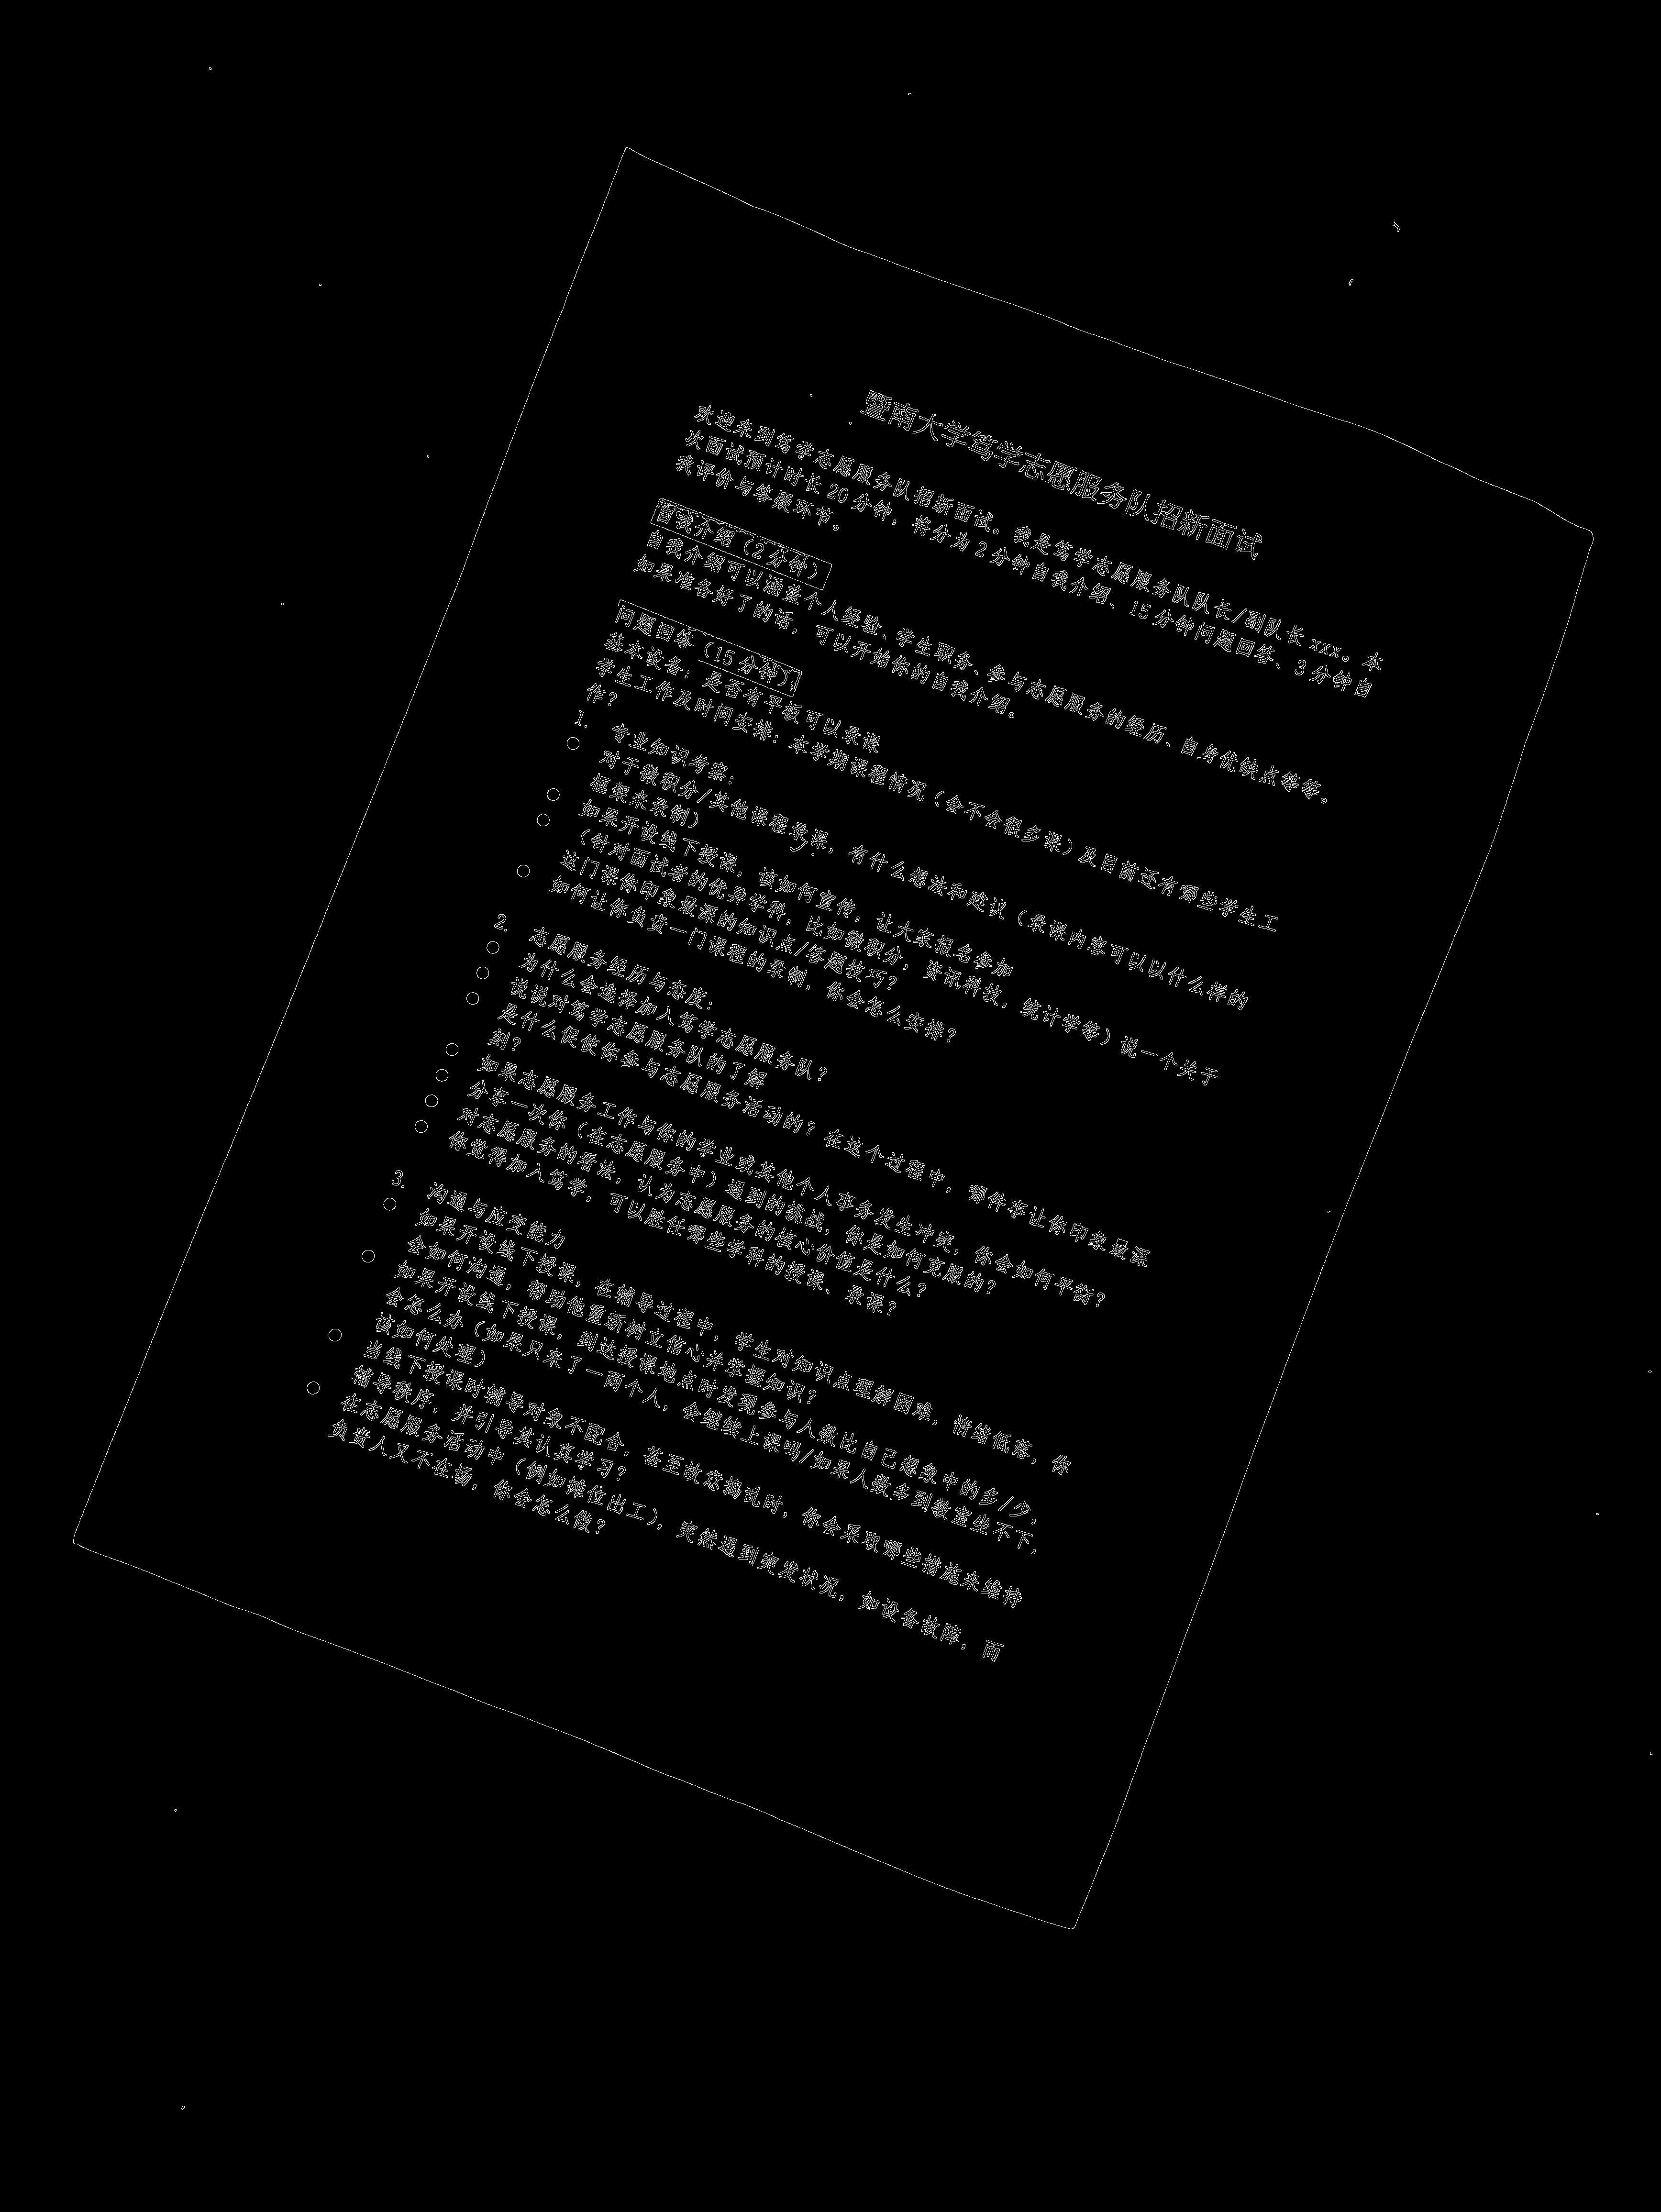 暨南大学笃学志愿服务队招新面试
欢迎来到笃学志愿服务队招新面试。我是笃学志愿服务队队长/副队长 xxx。本
次面试预计时长 20 分钟，将分为 2 分钟自我介绍、15 分钟问题回答、3 分钟自
我评价与答疑环节。
自我介绍（2 分钟）
自我介绍可以涵盖个人经验、学生职务、参与志愿服务的经历、自身优缺点等等。
如果准备好了的话，可以开始你的自我介绍。
问题回答（15 分钟）
基本设备：是否有平板可以录课
学生工作及时间安排：本学期课程情况（会不会很多课）及目前还有哪些学生工
作？
1. 专业知识考察：
○ 对于微积分/其他课程录课，有什么想法和建议（录课内容可以以什么样的
框架来录制）
○ 如果开设线下授课，该如何宣传，让大家报名参加
○ （针对面试者的优异学科，比如微积分，资讯科技，统计学等）说一个关于
这门课你印象最深的知识点/答题技巧？
○ 如何让你负责一门课程的录制，你会怎么安排？
2. 志愿服务经历与态度：
○ 为什么会选择加入笃学志愿服务队？
○ 说说对笃学志愿服务队的了解
○ 是什么促使你参与志愿服务活动的？在这个过程中，哪件事让你印象最深
刻？
○ 如果志愿服务工作与你的学业或其他个人事务发生冲突，你会如何平衡？
○ 分享一次你（在志愿服务中）遇到的挑战，你是如何克服的？
○ 对志愿服务的看法，认为志愿服务的核心价值是什么？
○ 你觉得加入笃学，可以胜任哪些学科的授课、录课？
3. 沟通与应变能力
○ 如果开设线下授课，在辅导过程中，学生对知识点理解困难，情绪低落，你
会如何沟通，帮助他重新树立信心并掌握知识？
○ 如果开设线下授课，到达授课地点时发现参与人数比自己想象中的多/少，
会怎么办（如果只来了一两个人，会继续上课吗/如果人数多到教室坐不下，
该如何处理）
○ 当线下授课时辅导对象不配合，甚至故意捣乱时，你会采取哪些措施来维持
辅导秩序，并引导其认真学习？
○ 在志愿服务活动中（例如摊位出工），突然遇到突发状况，如设备故障，而
负责人又不在场，你会怎么做？